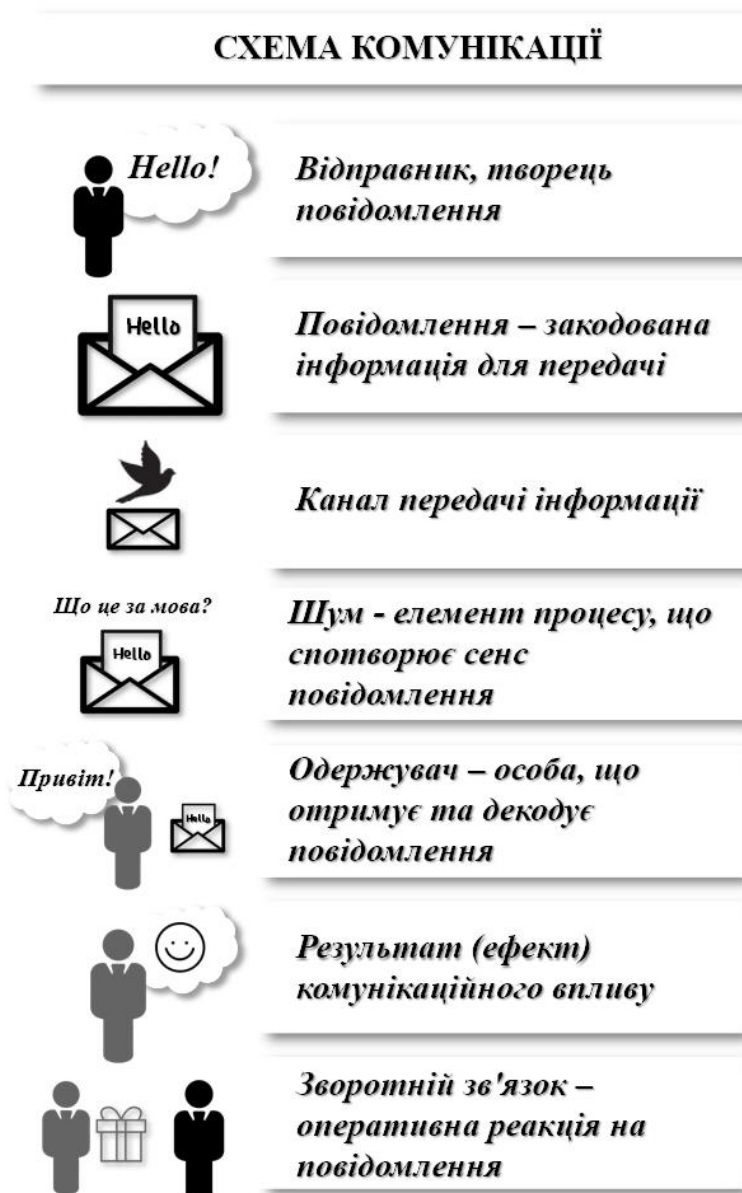 СХЕМА КОМУНІКАЦІЇ
Hello!
Відправник, творець
повідомлення
Hello
Повідомлення – закодована
інформація для передачі
Канал передачі інформації
Що це за мова?
Hello
Шум - елемент процесу, що
спотворює сенс
повідомлення
Привіт!
Hello
Одержувач – особа, що
отримує та декодує
повідомлення
Результат (ефект)
комунікаційного впливу
Зворотній зв'язок –
оперативна реакція на
повідомлення